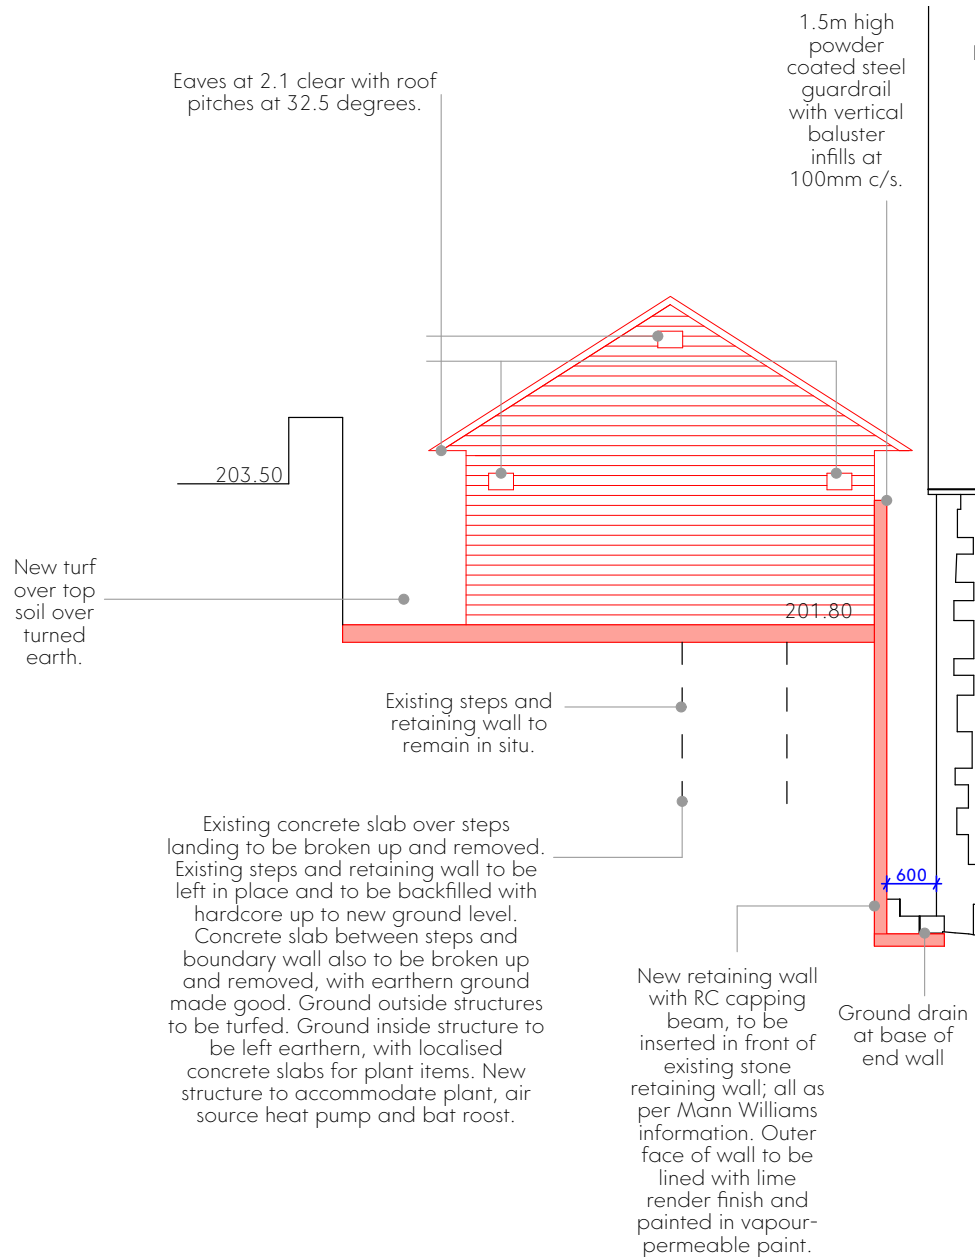 1.5m high
powder
coated steel
guardrail
with vertical
baluster
infills at
100mm c/s.
Eaves at 2.1 clear with roof
pitches at 32.5 degrees.
203.50
New turf
over top
soil over
turned
earth.
201.80
Existing steps and
retaining wall to
remain in situ.
Existing concrete slab over steps
landing to be broken up and removed.
Existing steps and retaining wall to be
left in place and to be backfilled with
hardcore up to new ground level.
Concrete slab between steps and
boundary wall also to be broken up
and removed, with earthern ground
made good. Ground outside structures
to be turfed. Ground inside structure to
be left earthern, with localised
concrete slabs for plant items. New
structure to accommodate plant, air
source heat pump and bat roost.
600
New retaining wall
with RC capping
beam, to be
inserted in front of
existing stone
retaining wall; all as
per Mann Williams
information. Outer
face of wall to be
lined with lime
render finish and
painted in vapour-
permeable paint.
Ground drain
at base of
end wall